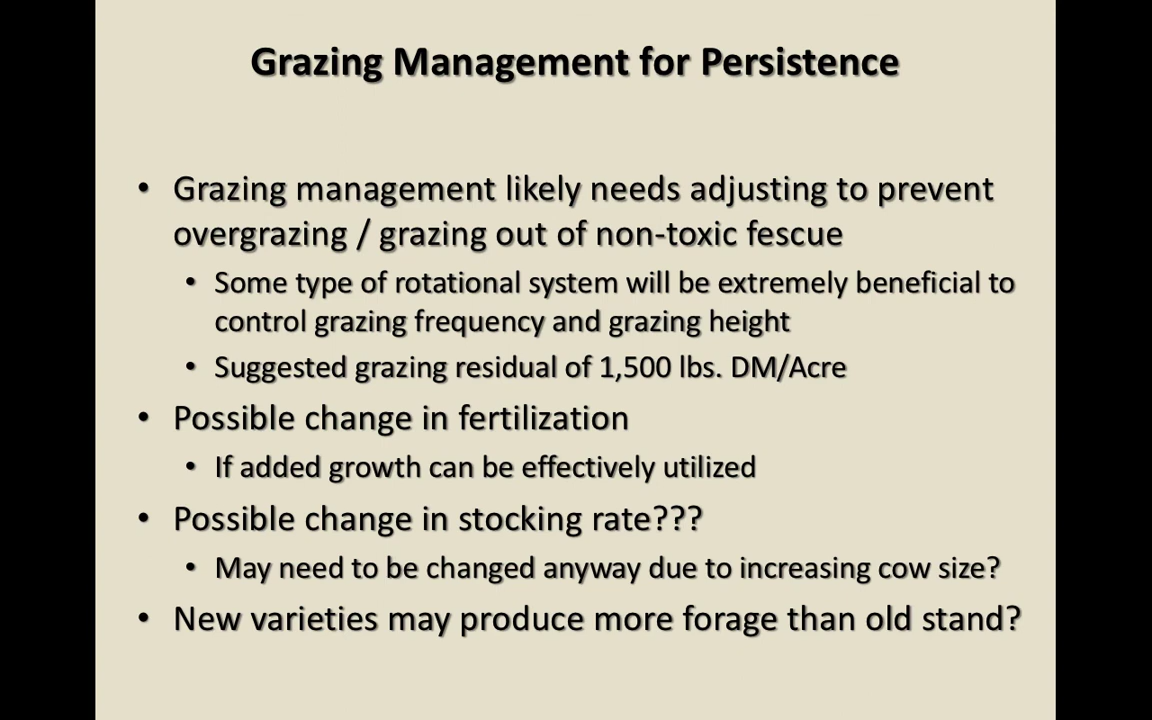 Grazing Management for Persistence
• Grazing management likely needs adjusting to prevent
overgrazing / grazing out of non-toxic fescue
• Some type of rotational system will be extremely beneficial to
control grazing frequency and grazing height
• Suggested grazing residual of 1,500 lbs. DM/Acre
• Possible change in fertilization
• If added growth can be effectively utilized
• Possible change in stocking rate???
• May need to be changed anyway due to increasing cow size?
• New varieties may produce more forage than old stand?